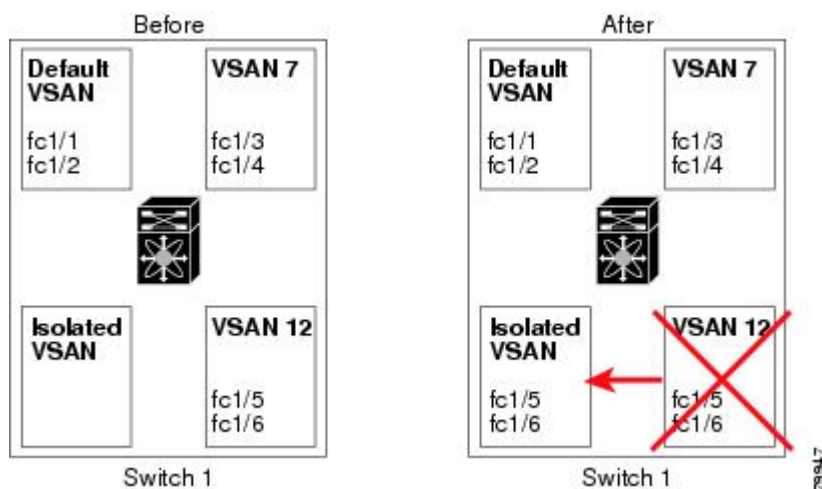 Before
Default
VSAN
fc1/1
fc1/2
VSAN 7
fc1/3
fc1/4
Isolated
VSAN
VSAN 12
fc1/5
fc1/6
Switch 1
After
Default
VSAN
fc1/1
fc1/2
VSAN 7
fc1/3
fc1/4
Isolated
VSAN
fc1/5
fc1/6
VSAN 12
fc1/5
fc1/6
Switch 1
79947